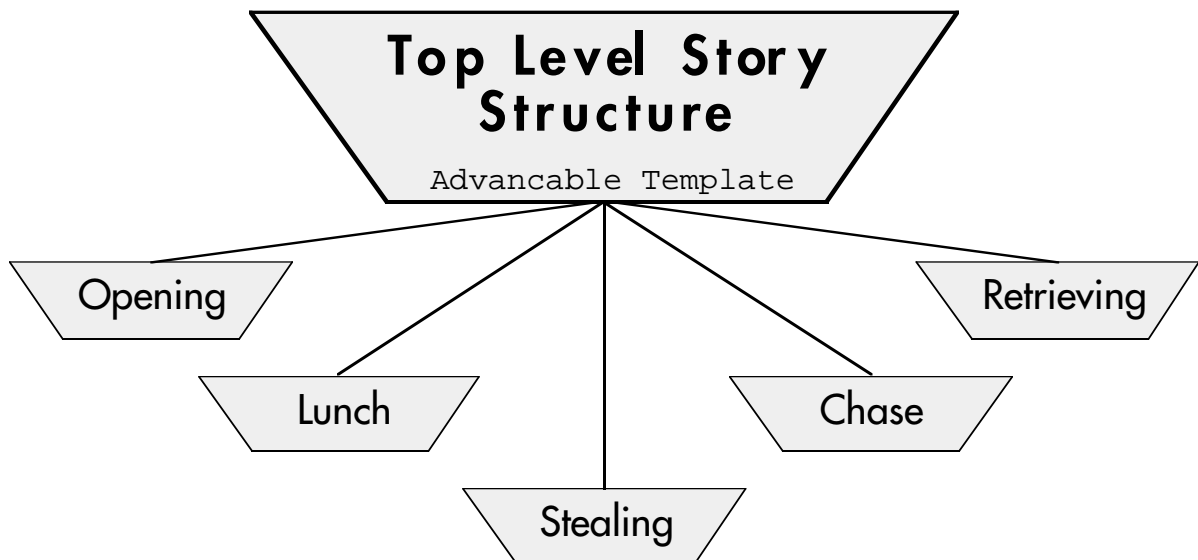 Top Level Story
Structure
Advancable Template
Opening
Retrieving
Lunch
Chase
Stealing